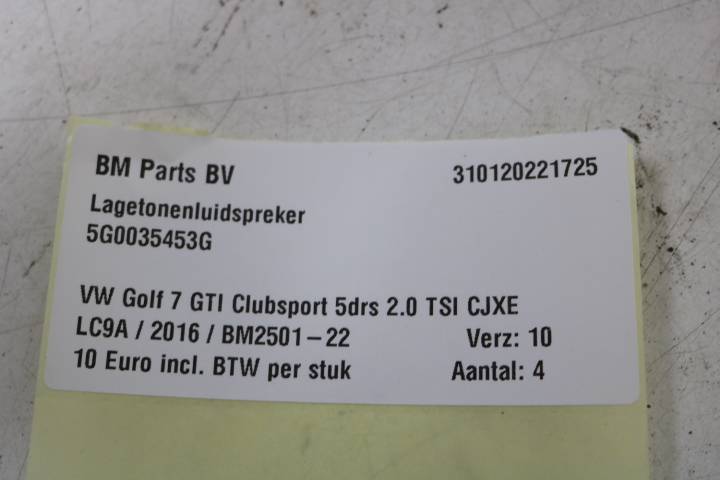 BM Parts BV 310120221725
Lagetonenluidspreker
5G0035453G
VW Golf 7 GTI Clubsport 5drs 2.0 TSI CJXE
LC9A / 2016 / BM2501-22 Verz: 10
10 Euro incl. BTW per stuk Aantal: 4